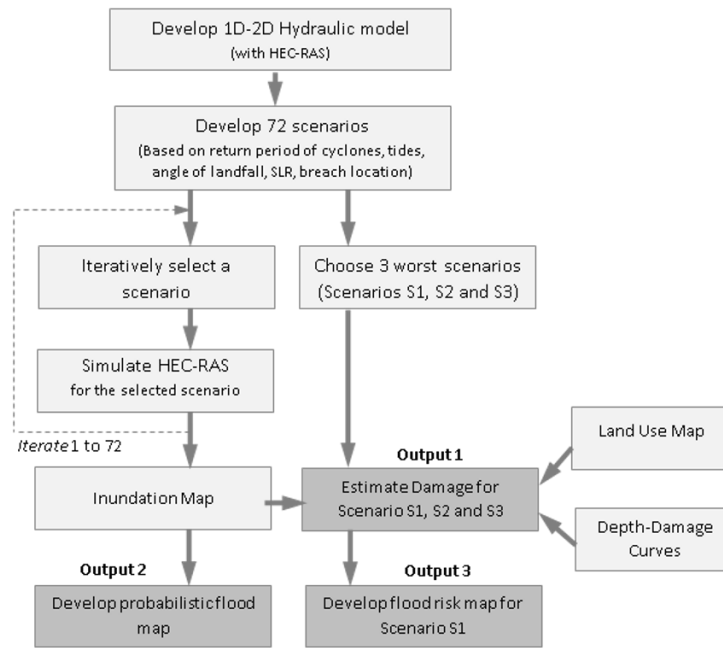 Develop 1D-2D Hydraulic model
(with HEC-RAS)
Develop 72 scenarios
(Based on return period of cyclones, tides,
angle of landfall, SLR, breach location)
Iteratively select a
scenario
Choose 3 worst scenarios
(Scenarios S1, S2 and S3)
Simulate HEC-RAS
for the selected scenario
Iterate 1 to 72
Land Use Map
Output 1
Inundation Map
Estimate Damage for
Scenario S1, S2 and S3
Depth-Damage
Curves
Output 2
Output 3
Develop probabilistic flood
map
Develop flood risk map for
Scenario S1